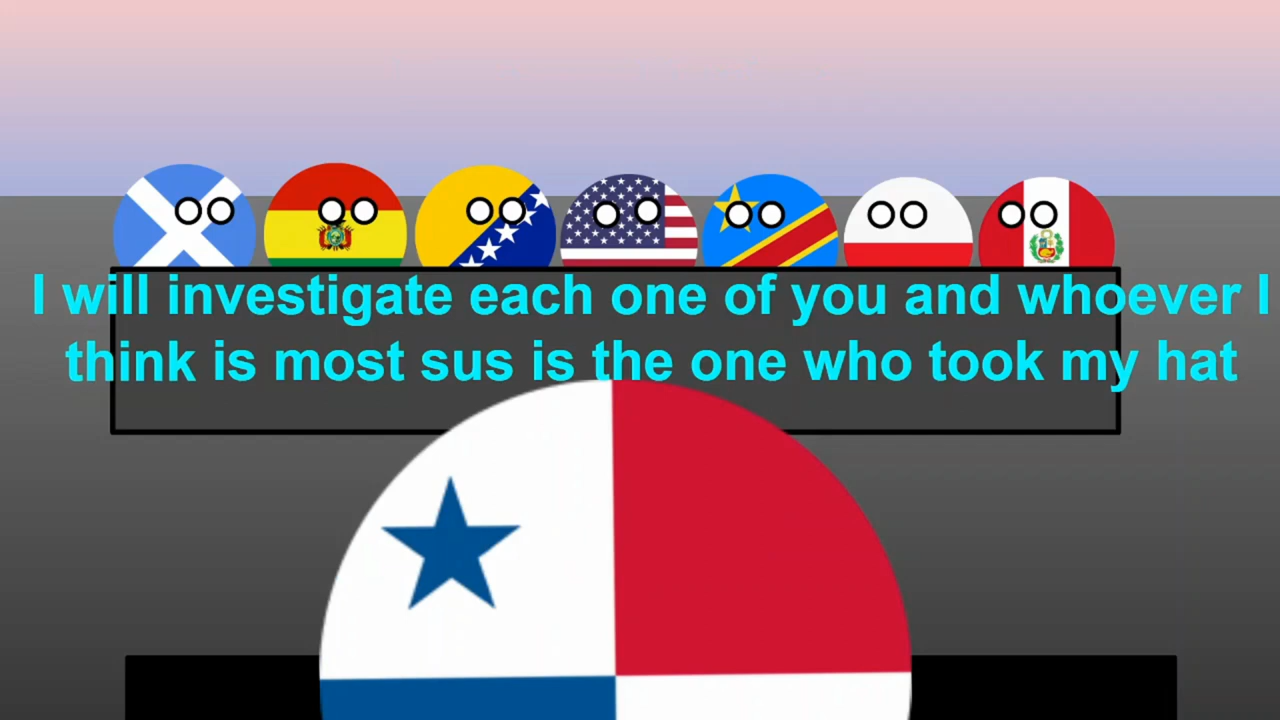 I will investigate each one of you and whoever I
think is most sus is the one who took my hat